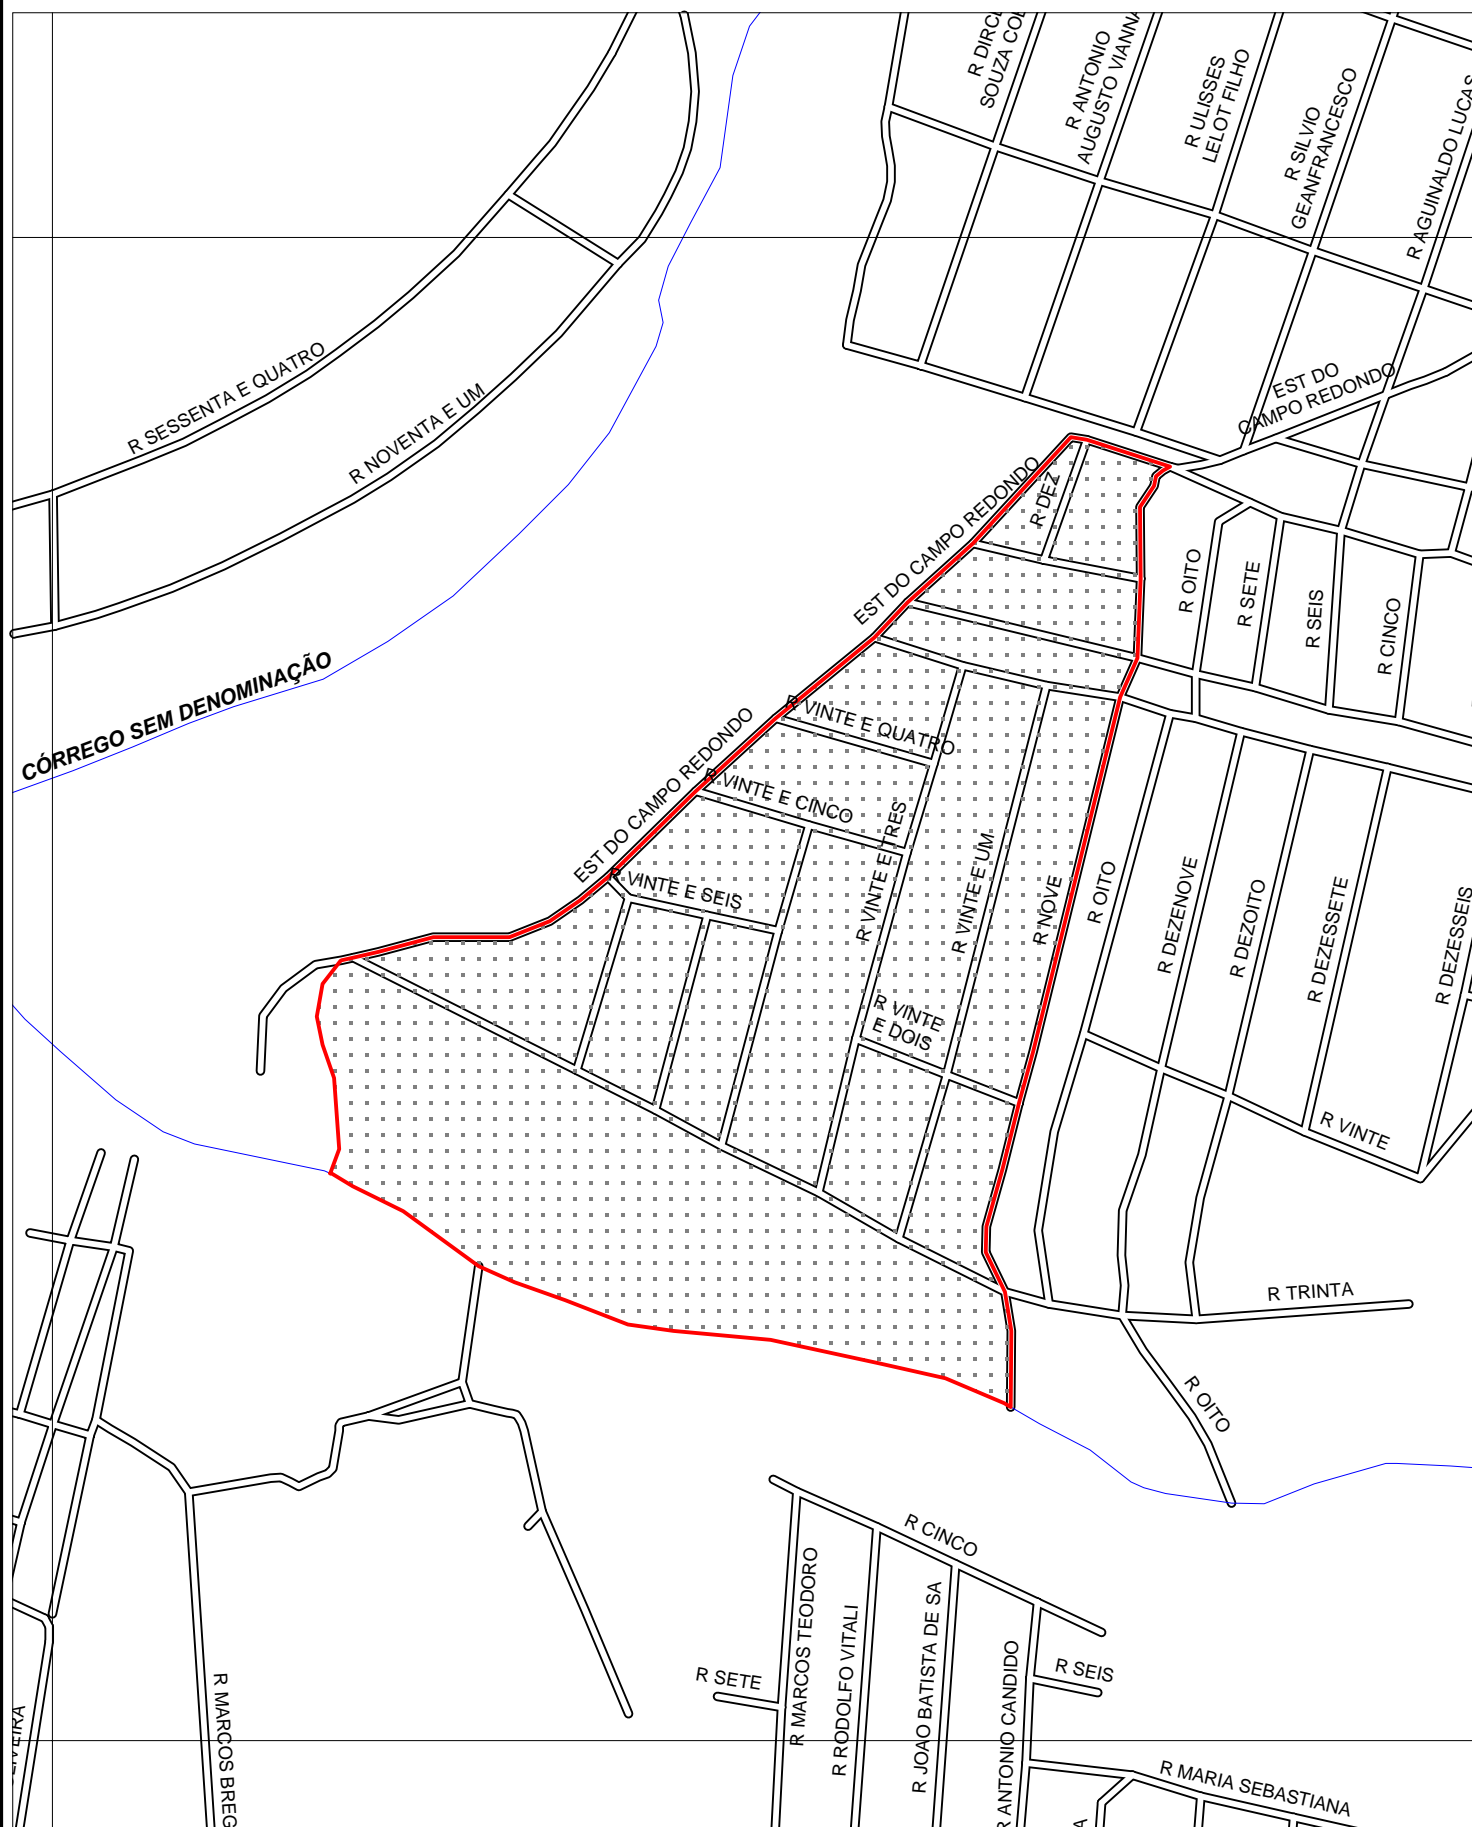 R DIRCE
SOUZA COE
R ANTONIO
AUGUSTO VIANNA
R ULISSES
LELOT FILHO
R SILVIO
GEANFRANCESCO
R AGUINALDO LUCAS
R SESSENTA E QUATRO
R NOVENTA E UM
EST DO
CAMPO REDONDO
EST DO CAMPO REDONDO
R DEZ
R OITO
R SETE
R SEIS
R CINCO
CÓRREGO SEM DENOMINAÇÃO
EST DO CAMPO REDONDO
R VINTE E QUATRO
R VINTE E CINCO
R VINTE E SEIS
R VINTE E TRES
R VINTE E UM
R NOVE
R OITO
R DEZENOVE
R DEZOITO
R DEZESSETE
R DEZESSEIS
R VINTE
E DOIS
R VINTE
R TRINTA
R OITO
R CINCO
R MARCOS TEODORO
R RODOLFO VITALI
R JOAO BATISTA DE SA
R ANTONIO CANDIDO
R SETE
R SEIS
R MARCOS BREG
R MARIA SEBASTIANA